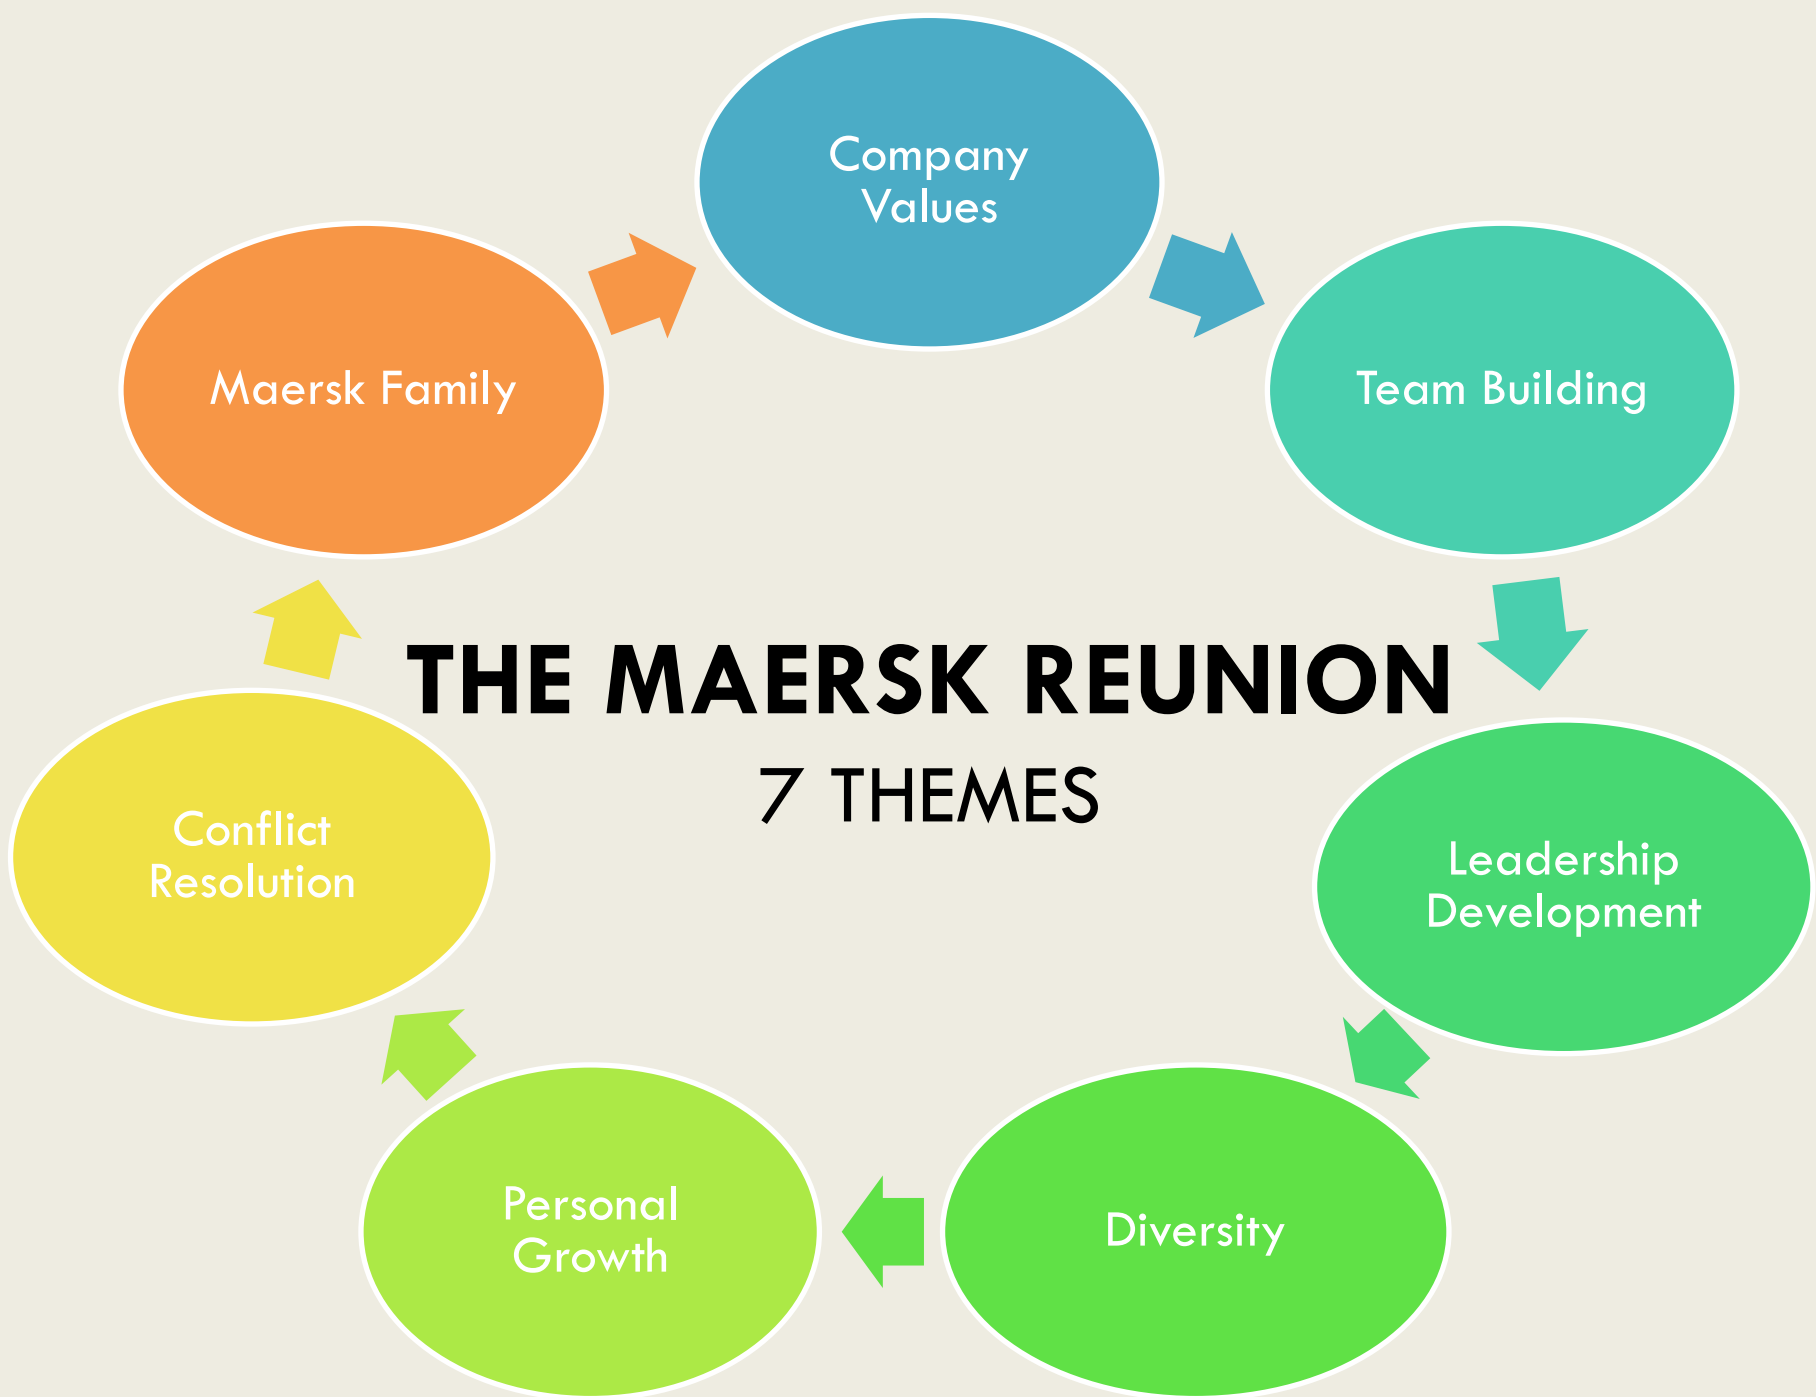 Company
Values
Team Building
Leadership
Development
Diversity
Personal
Growth
Conflict
Resolution
Maersk Family
THE MAERSK REUNION
7 THEMES